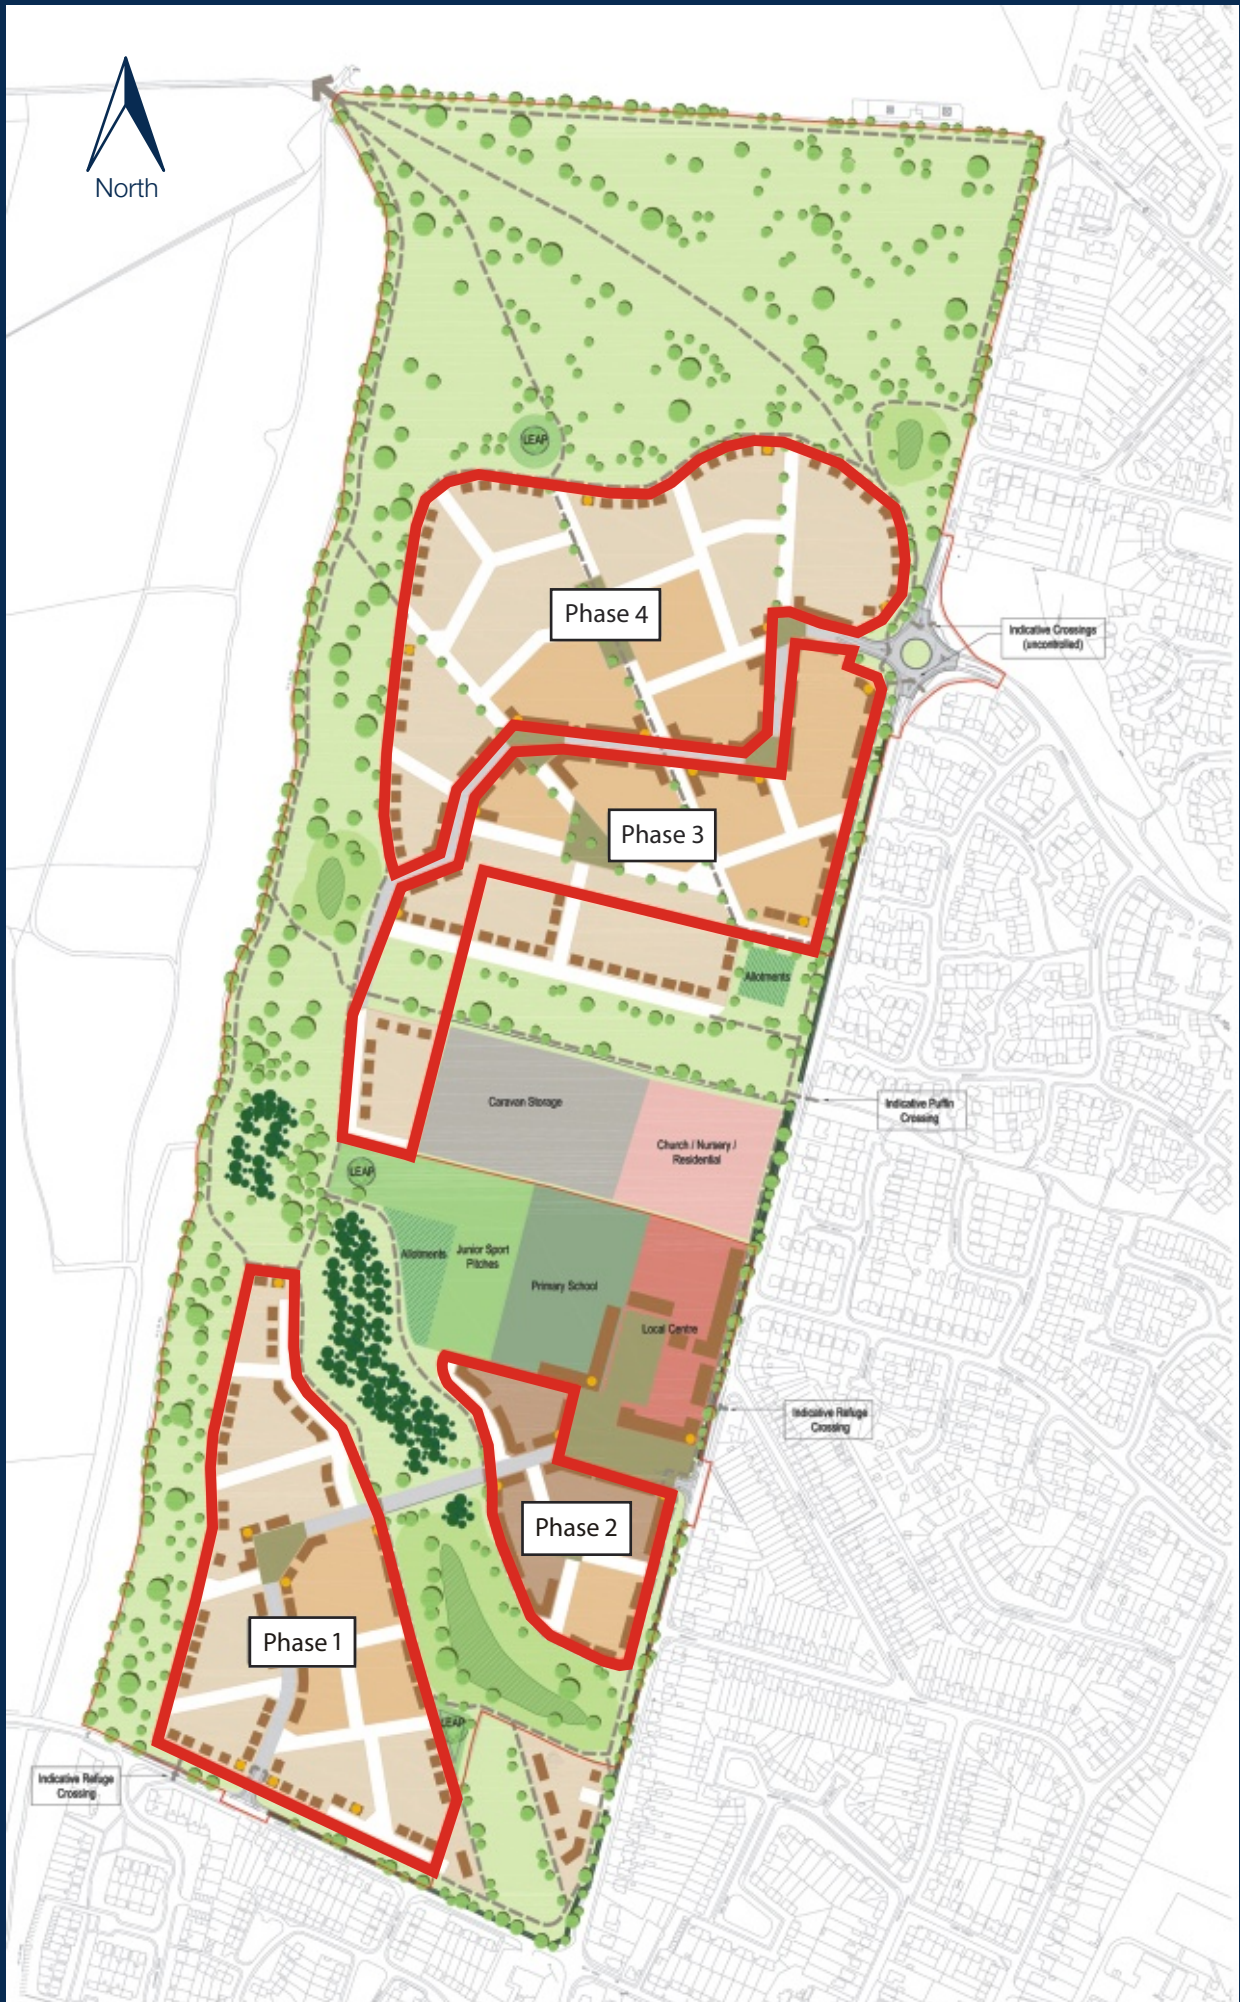 North
LEAP
Phase 4
Indicative Crossings
(uncontrolled)
Phase 3
Allotments
Caravan Storage
Indicative Puffin
Crossing
Church / Nursery /
Residential
LEAP
Allotments
Junior Sport
Pitches
Primary School
Local Centre
Indicative Refuge
Crossing
Phase 2
Phase 1
LEAP
Indicative Refuge
Crossing